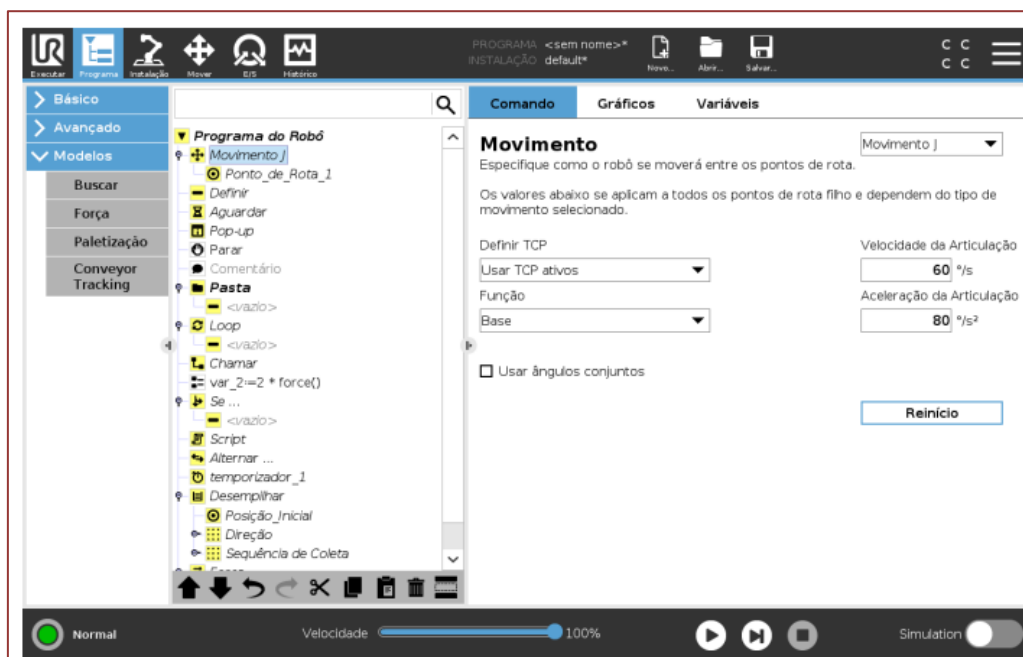 UR
Executar
Programa
Instalação
Mover
E/S
Histórico
PROGRAMA <sem nome>*
INSTALAÇÃO default*
Novo...
Abrir...
Salvar...
C C
C C
Básico
Avançado
Modelos
Buscar
Força
Paletização
Conveyor
Tracking
Programa do Robô
Movimento J
Ponto_de_Rota_1
Definir
Aguardar
Pop-up
Parar
Comentário
Pasta
<vazio>
Loop
<vazio>
Chamar
var_2:=2 * force()
Se ...
<vazio>
Script
Alternar ...
temporizador_1
Desempilhar
Posição_Inicial
Direção
Sequência de Coleta
Comando Gráficos Variáveis
Movimento
Movimento J
Especifique como o robô se moverá entre os pontos de rota.
Os valores abaixo se aplicam a todos os pontos de rota filho e dependem do tipo de
movimento selecionado.
Definir TCP
Usar TCP ativos
Função
Base
Velocidade da Articulação
60 °/s
Aceleração da Articulação
80 °/s²
Usar ângulos conjuntos
Reinício
Normal
Velocidade 100%
Simulation